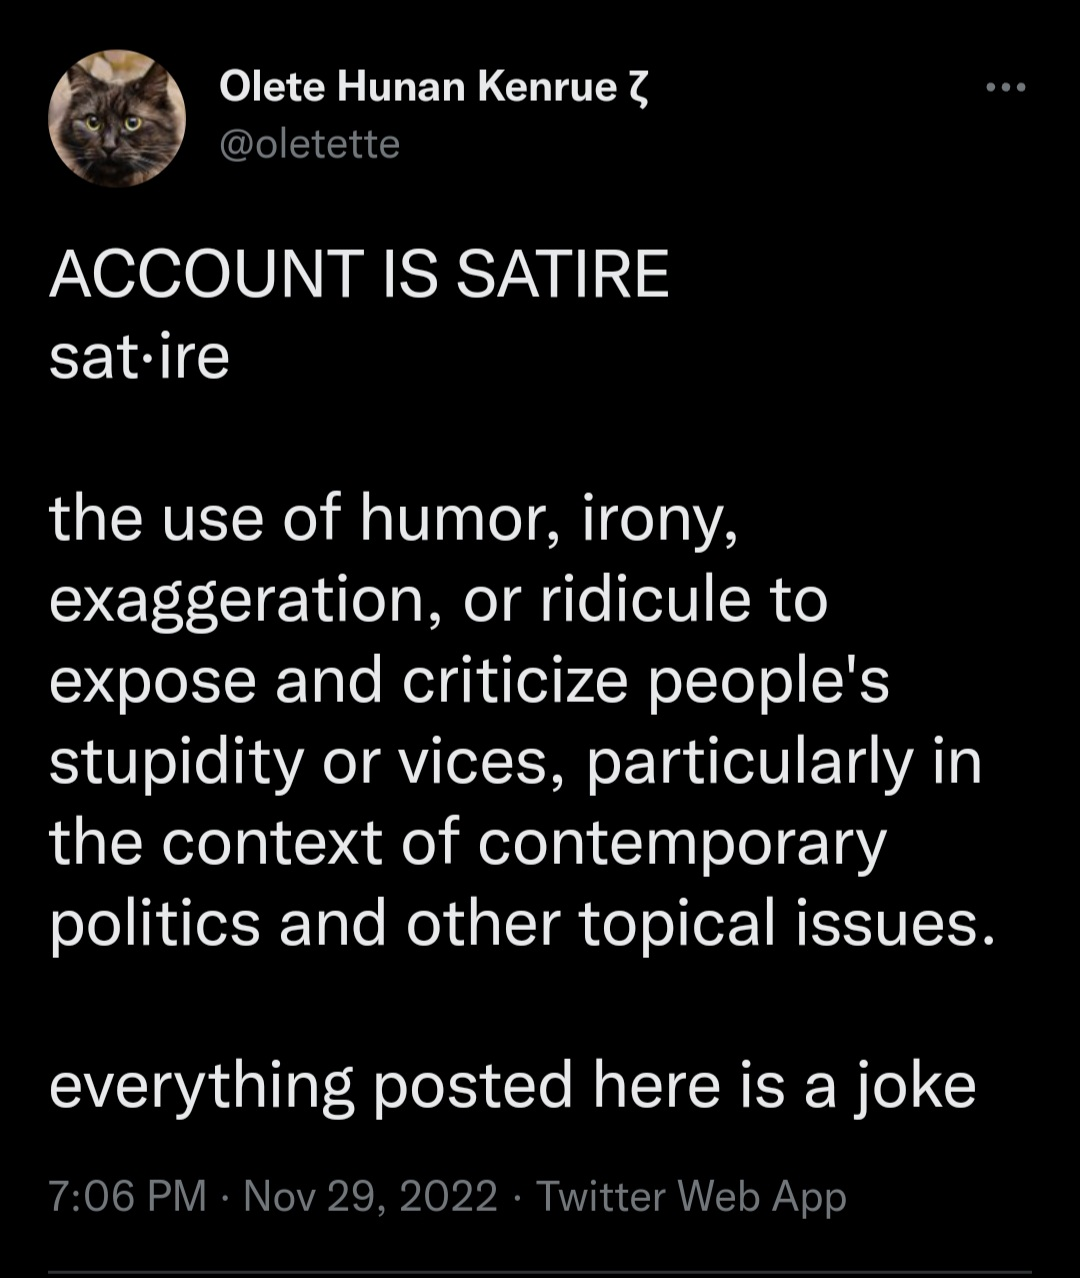 Olete Hunan Kenrue ζ
@oletette
ACCOUNT IS SATIRE
sat·ire
the use of humor, irony,
exaggeration, or ridicule to
expose and criticize people's
stupidity or vices, particularly in
the context of contemporary
politics and other topical issues.
everything posted here is a joke
7:06 PM · Nov 29, 2022 · Twitter Web App